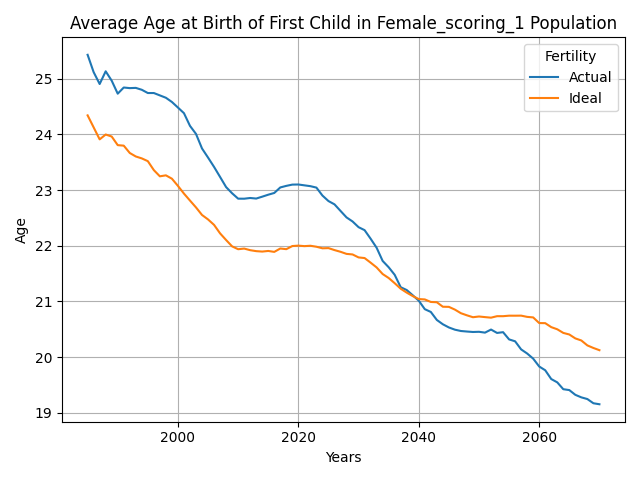 Average Age at Birth of First Child in Female_scoring_1 Population
Fertility
Actual
Ideal
25
24
23
22
21
20
19
Age
2000
2020
2040
2060
Years